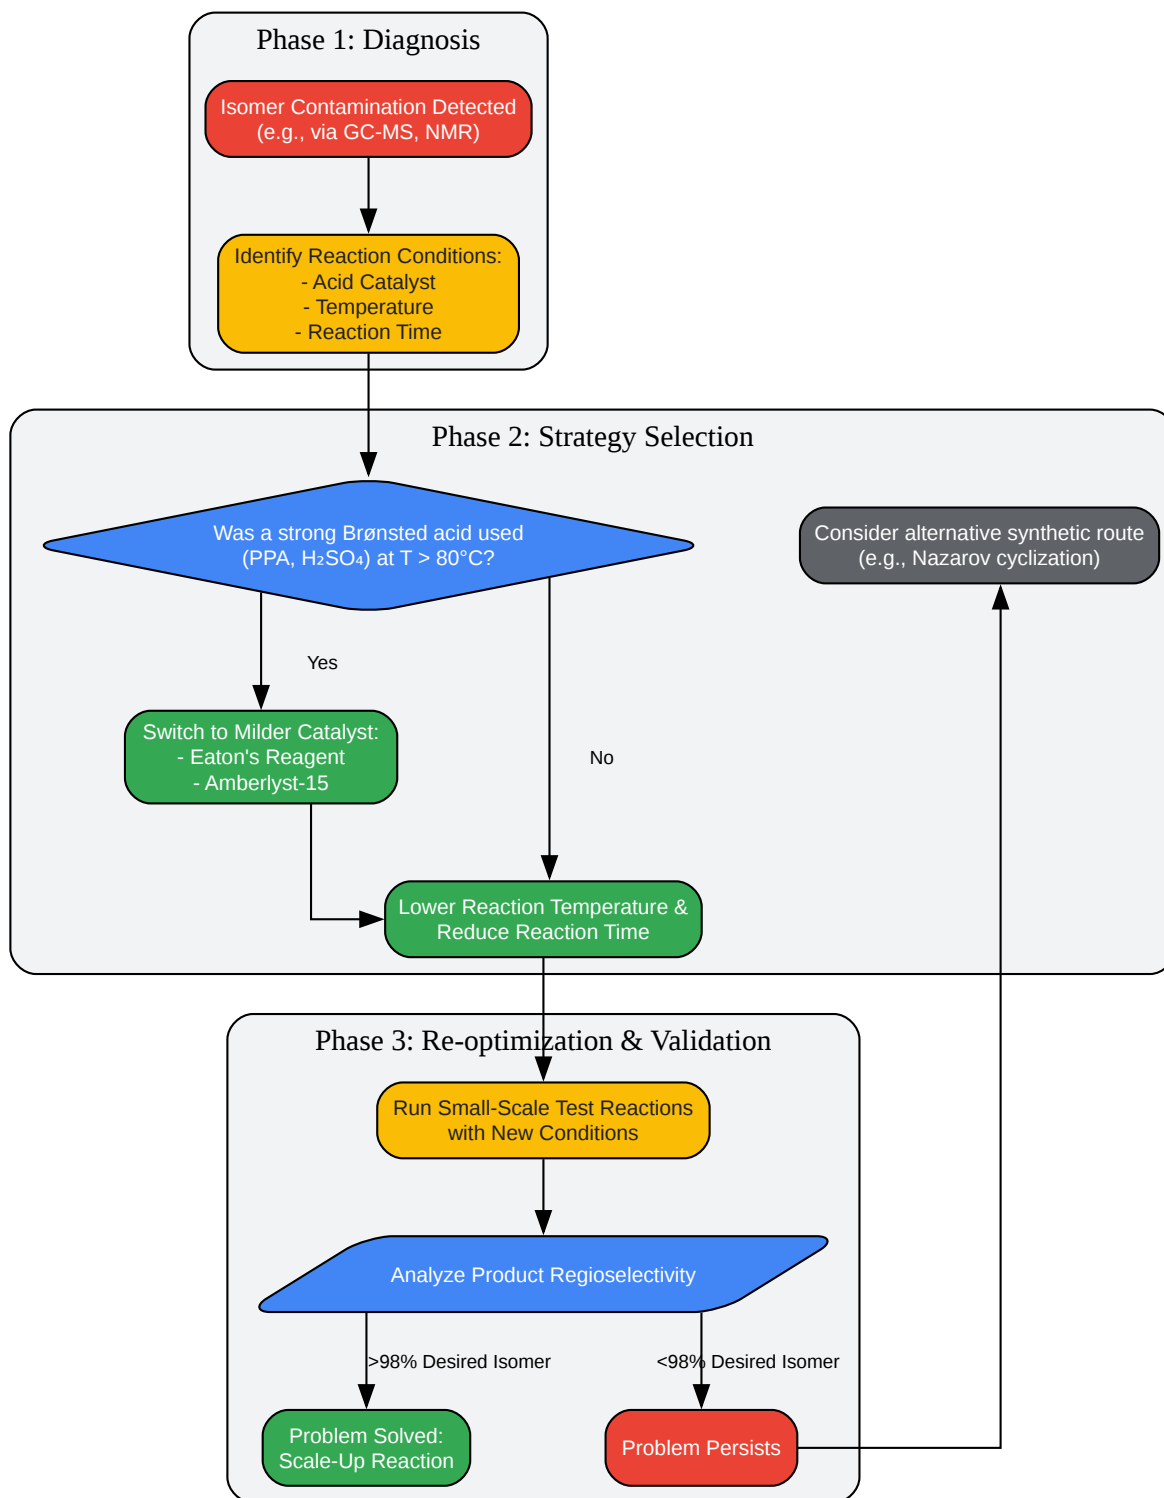 Phase 1: Diagnosis
Isomer Contamination Detected
(e.g., via GC-MS, NMR)
Identify Reaction Conditions:
- Acid Catalyst
- Temperature
- Reaction Time
Phase 2: Strategy Selection
Was a strong Brønsted acid used
(PPA, H₂SO₄) at T > 80°C?
Consider alternative synthetic route
(e.g., Nazarov cyclization)
Yes
Switch to Milder Catalyst:
- Eaton's Reagent
- Amberlyst-15
No
Lower Reaction Temperature &
Reduce Reaction Time
Phase 3: Re-optimization & Validation
Run Small-Scale Test Reactions
with New Conditions
Analyze Product Regioselectivity
>98% Desired Isomer
<98% Desired Isomer
Problem Solved:
Scale-Up Reaction
Problem Persists